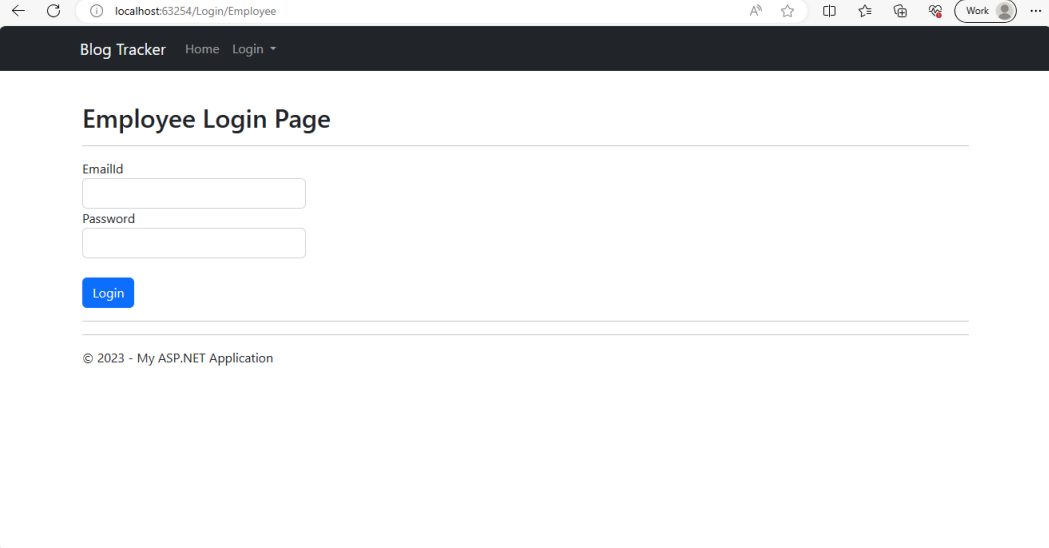 localhost:63254/Login/Employee
Work
Blog Tracker Home Login
Employee Login Page
EmailId
Password
Login
© 2023 - My ASP.NET Application